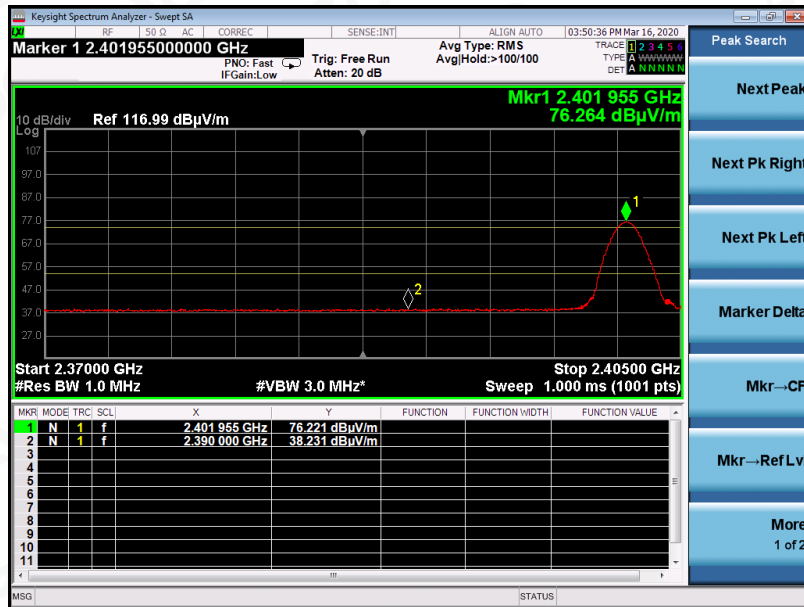 Keysight Spectrum Analyzer - Swept SA
RF 50 Ω AC CORREC SENSE:INT ALIGN AUTO 03:50:36 PM Mar 16, 2020
Marker 1 2.401955000000 GHz
PNO: Fast
IFGain:Low
Trig: Free Run
Atten: 20 dB
Avg Type: RMS
Avg|Hold:>100/100
TRACE 1 2 3 4 5 6
TYPE A WWWWW
DET A N N N N N
Mkr1 2.401 955 GHz
76.264 dBµV/m
10 dB/div Ref 116.99 dBµV/m
Log
107
97.0
87.0
77.0
67.0
57.0
47.0
37.0
27.0
1
2
Start 2.37000 GHz Stop 2.40500 GHz
#Res BW 1.0 MHz #VBW 3.0 MHz* Sweep 1.000 ms (1001 pts)
MKR MODE TRC SCL X Y FUNCTION FUNCTION WIDTH FUNCTION VALUE
1 N 1 f 2.401 955 GHz 76.221 dBµV/m
2 N 1 f 2.390 000 GHz 38.231 dBµV/m
3
4
5
6
7
8
9
10
11
MSG STATUS
Peak Search
Next Peak
Next Pk Right
Next Pk Left
Marker Delta
Mkr→CF
Mkr→Ref Lv
More
1 of 2